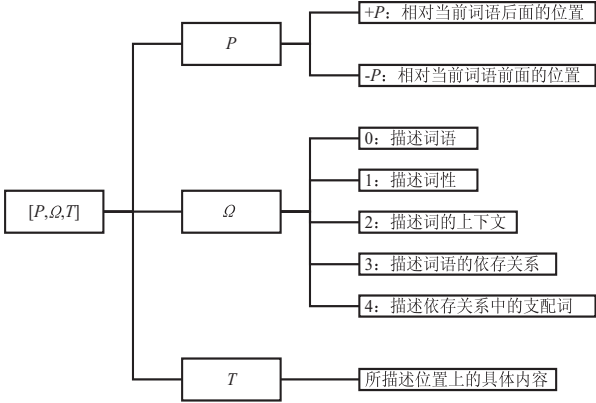 +P：相对当前词语后面的位置
P
-P：相对当前词语前面的位置
0：描述词语
1：描述词性
[P,Ω,T]
Ω
2：描述词的上下文
3：描述词语的依存关系
4：描述依存关系中的支配词
T
所描述位置上的具体内容